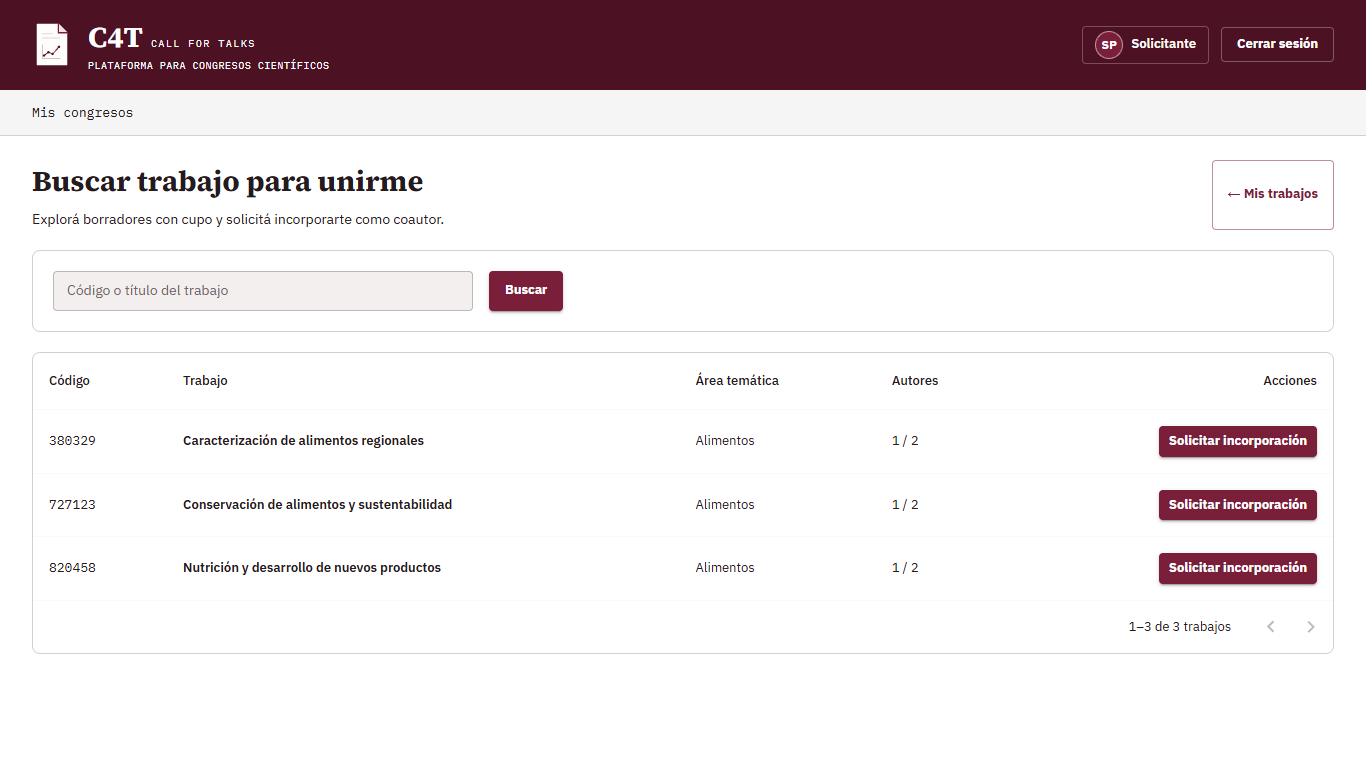 C4T CALL FOR TALKS
PLATAFORMA PARA CONGRESOS CIENTÍFICOS
SP Solicitante
Cerrar sesión
Mis congresos
Buscar trabajo para unirme
Explorá borradores con cupo y solicitá incorporarte como coautor.
← Mis trabajos
Código o título del trabajo
Buscar
Código Trabajo Área temática Autores Acciones
380329 Caracterización de alimentos regionales Alimentos 1 / 2 Solicitar incorporación
727123 Conservación de alimentos y sustentabilidad Alimentos 1 / 2 Solicitar incorporación
820458 Nutrición y desarrollo de nuevos productos Alimentos 1 / 2 Solicitar incorporación
1–3 de 3 trabajos